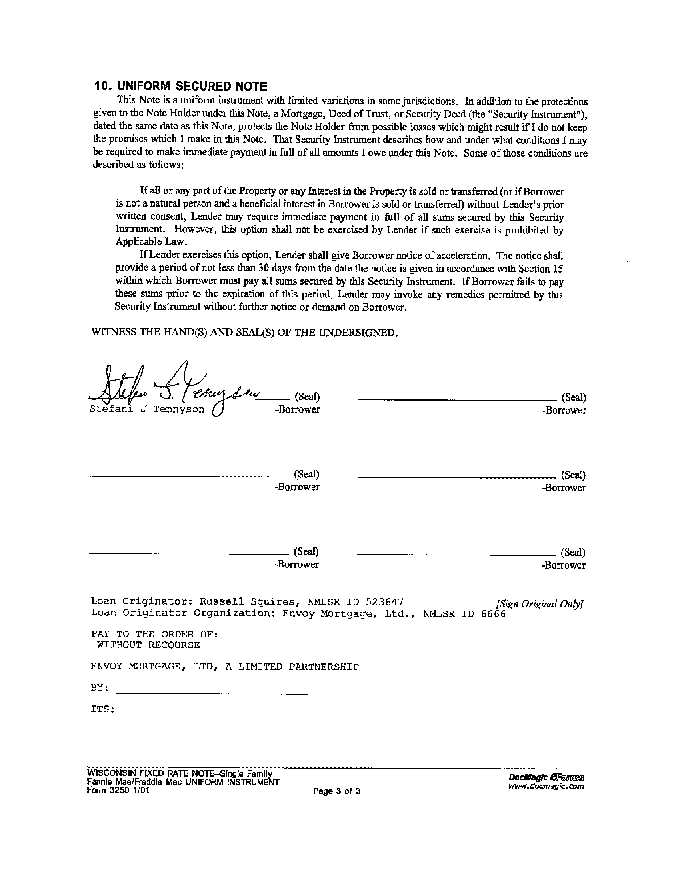 10. UNIFORM SECURED NOTE
This Note is a uniform instrument with limited variations in some jurisdictions. In addition to the protections
given to the Note Holder under this Note, a Mortgage, Deed of Trust, or Security Deed (the "Security Instrument"),
dated the same date as this Note, protects the Note Holder from possible losses which might result if I do not keep
the promises which I make in this Note. That Security Instrument describes how and under what conditions I may
be required to make immediate payment in full of all amounts I owe under this Note. Some of those conditions are
described as follows:
If all or any part of the Property or any Interest in the Property is sold or transferred (or if Borrower
is not a natural person and a beneficial interest in Borrower is sold or transferred) without Lender's prior
written consent, Lender may require immediate payment in full of all sums secured by this Security
Instrument. However, this option shall not be exercised by Lender if such exercise is prohibited by
Applicable Law.
If Lender exercises this option, Lender shall give Borrower notice of acceleration. The notice shall
provide a period of not less than 30 days from the date the notice is given in accordance with Section 15
within which Borrower must pay all sums secured by this Security Instrument. If Borrower fails to pay
these sums prior to the expiration of this period, Lender may invoke any remedies permitted by this
Security Instrument without further notice or demand on Borrower.
WITNESS THE HAND(S) AND SEAL(S) OF THE UNDERSIGNED.
Stefani J. Tennyson (Seal) (Seal)
Stefani J Tennyson -Borrower -Borrower
(Seal) (Seal)
-Borrower -Borrower
(Seal) (Seal)
-Borrower -Borrower
Loan Originator: Russell Squires, NMLSR ID 523647 [Sign Original Only]
Loan Originator Organization: Envoy Mortgage, Ltd., NMLSR ID 6666
PAY TO THE ORDER OF:
WITHOUT RECOURSE
ENVOY MORTGAGE, LTD, A LIMITED PARTNERSHIP
BY:
ITS:
WISCONSIN FIXED RATE NOTE--Single Family
Fannie Mae/Freddie Mac UNIFORM INSTRUMENT
Form 3250 1/01 Page 3 of 3
DocMagic
www.docmagic.com